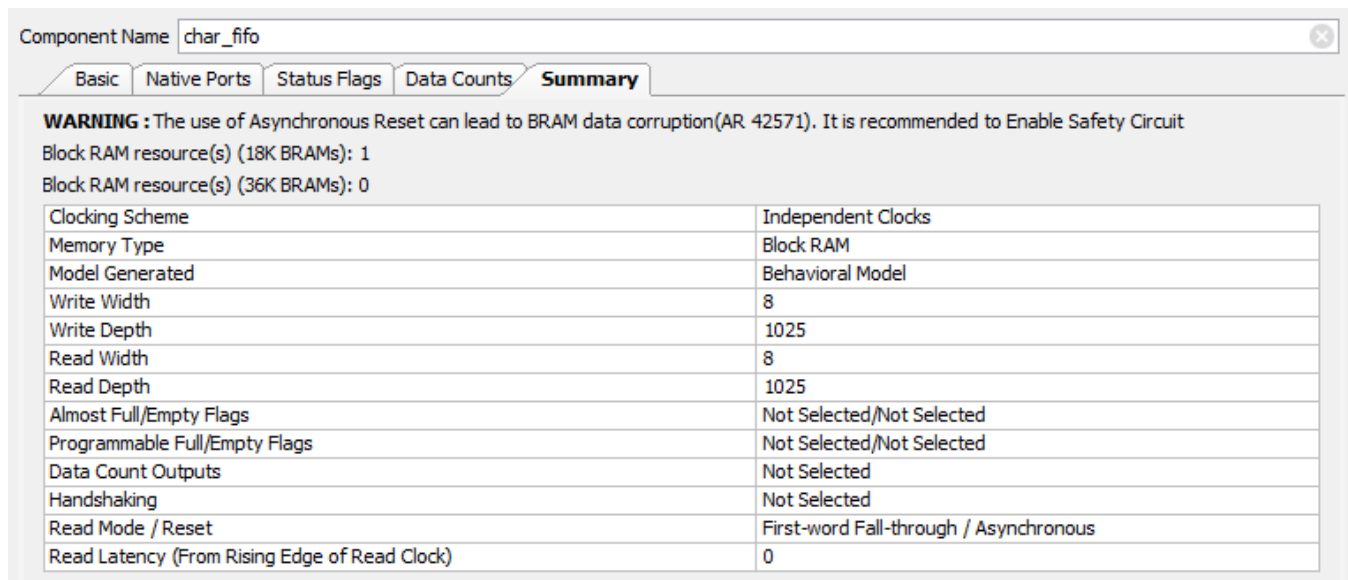 Component Name char_fifo
Basic Native Ports Status Flags Data Counts Summary
WARNING : The use of Asynchronous Reset can lead to BRAM data corruption(AR 42571). It is recommended to Enable Safety Circuit
Block RAM resource(s) (18K BRAMs): 1
Block RAM resource(s) (36K BRAMs): 0
Clocking Scheme Independent Clocks
Memory Type Block RAM
Model Generated Behavioral Model
Write Width 8
Write Depth 1025
Read Width 8
Read Depth 1025
Almost Full/Empty Flags Not Selected/Not Selected
Programmable Full/Empty Flags Not Selected/Not Selected
Data Count Outputs Not Selected
Handshaking Not Selected
Read Mode / Reset First-word Fall-through / Asynchronous
Read Latency (From Rising Edge of Read Clock) 0